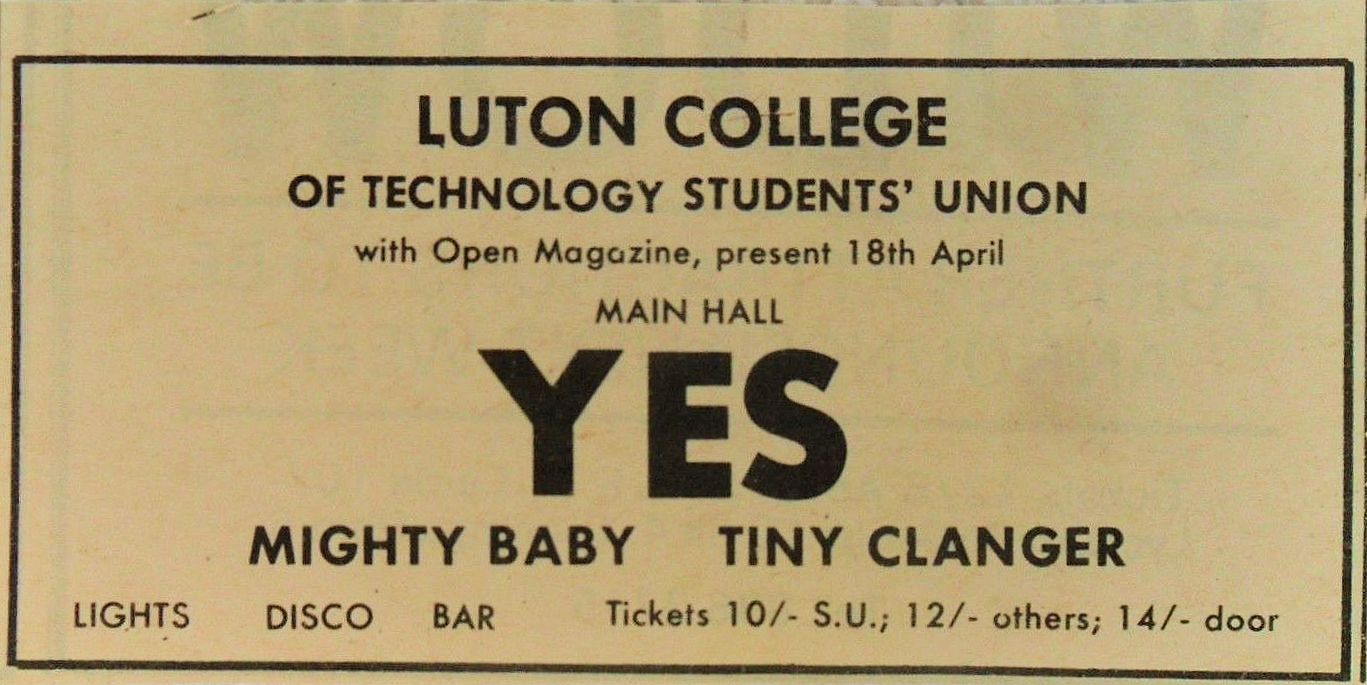 LUTON COLLEGE
OF TECHNOLOGY STUDENTS' UNION
with Open Magazine, present 18th April
MAIN HALL
YES
MIGHTY BABY TINY CLANGER
LIGHTS DISCO BAR Tickets 10/- S.U.; 12/- others; 14/- door